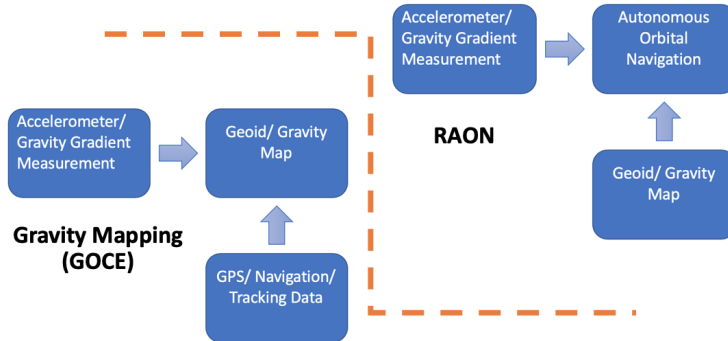 Accelerometer/
Gravity Gradient
Measurement
Geoid/ Gravity
Map
Gravity Mapping
(GOCE)
GPS/ Navigation/
Tracking Data
Accelerometer/
Gravity Gradient
Measurement
Autonomous
Orbital
Navigation
RAON
Geoid/ Gravity
Map